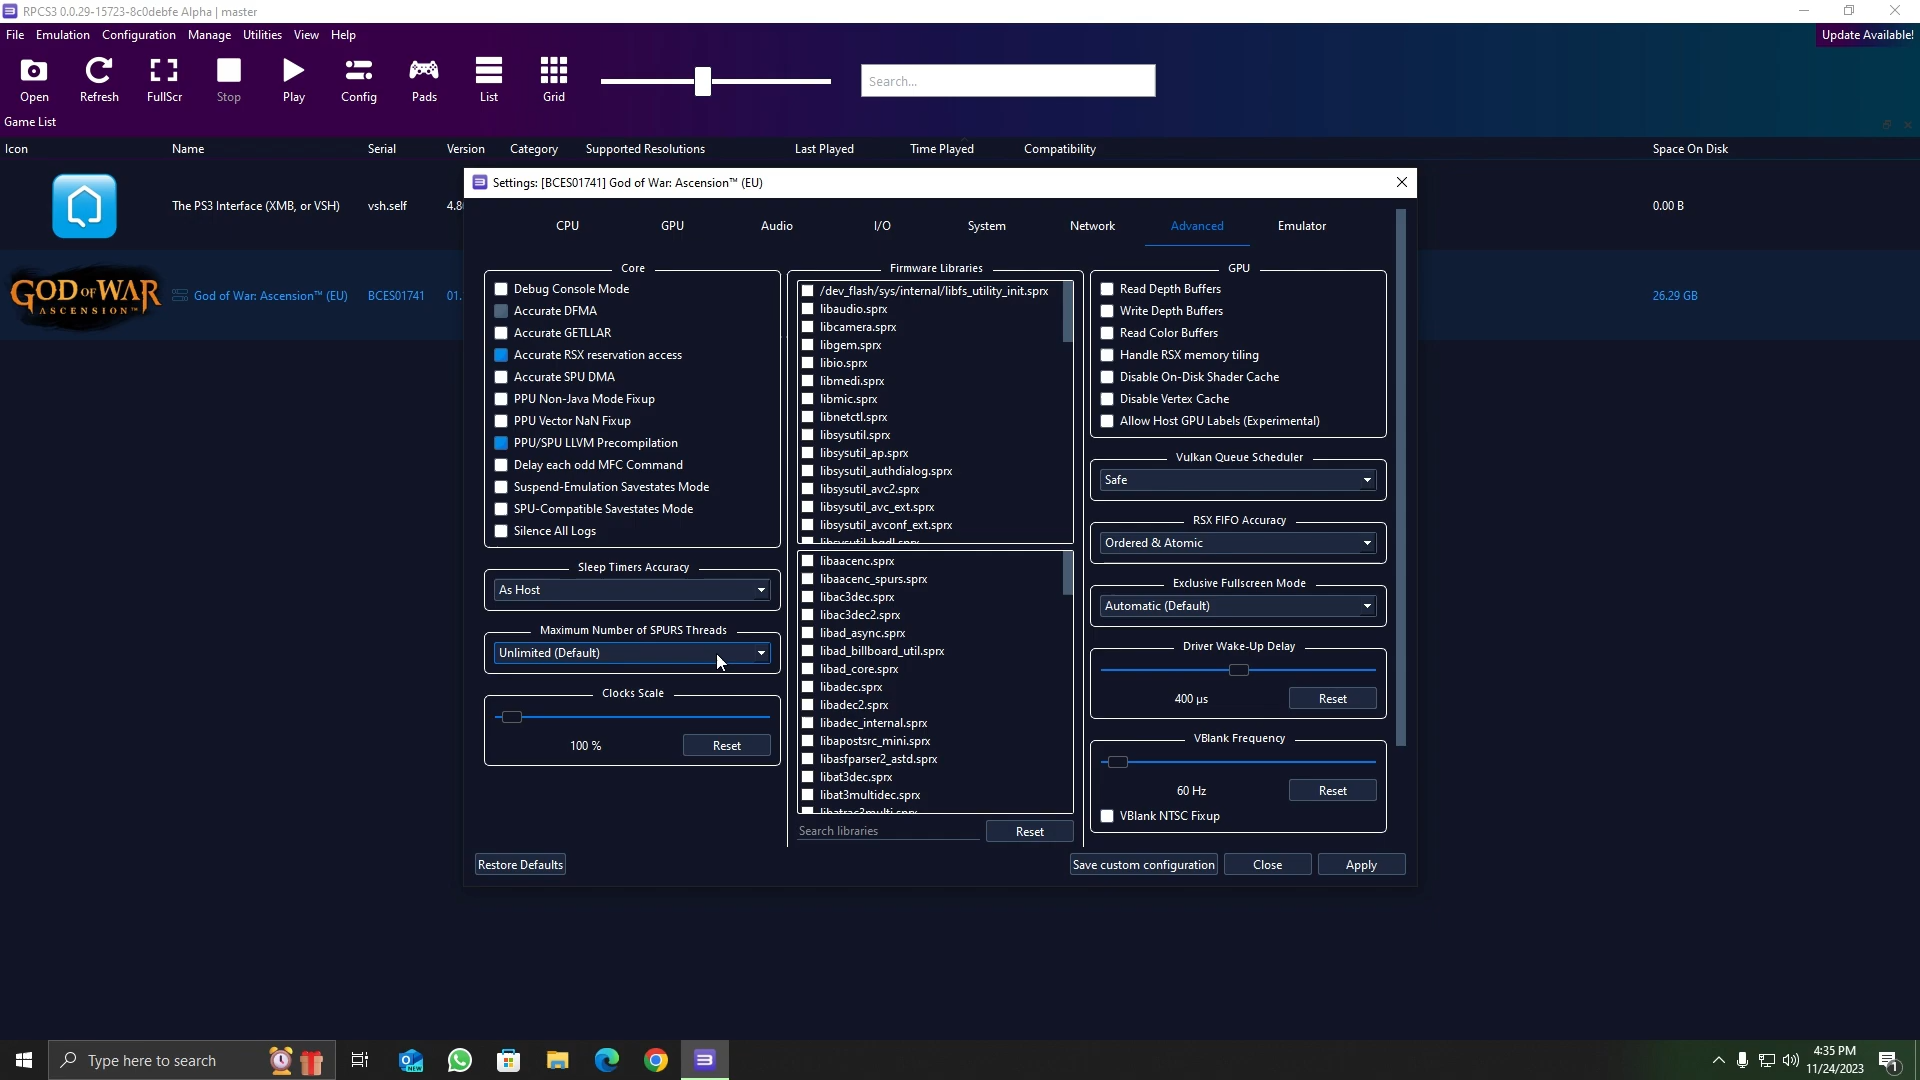 RPCS3 0.0.29-15723-8c0debfe Alpha | master
File Emulation Configuration Manage Utilities View Help
Update Available!
Open Refresh FullScr Stop Play Config Pads List Grid
Search...
Game List
Icon Name Serial Version Category Supported Resolutions Last Played Time Played Compatibility Space On Disk
The PS3 Interface (XMB, or VSH) vsh.self 4.8
0.00 B
GOD OF WAR
ASCENSION
God of War: Ascension™ (EU) BCES01741 01.
26.29 GB
Settings: [BCES01741] God of War: Ascension™ (EU)
CPU GPU Audio I/O System Network Advanced Emulator
Core
Debug Console Mode
Accurate DFMA
Accurate GETLLAR
Accurate RSX reservation access
Accurate SPU DMA
PPU Non-Java Mode Fixup
PPU Vector NaN Fixup
PPU/SPU LLVM Precompilation
Delay each odd MFC Command
Suspend-Emulation Savestates Mode
SPU-Compatible Savestates Mode
Silence All Logs
Sleep Timers Accuracy
As Host
Maximum Number of SPURS Threads
Unlimited (Default)
Clocks Scale
100 %
Reset
Firmware Libraries
/dev_flash/sys/internal/libfs_utility_init.sprx
libaudio.sprx
libcamera.sprx
libgem.sprx
libio.sprx
libmedi.sprx
libmic.sprx
libnetctl.sprx
libsysutil.sprx
libsysutil_ap.sprx
libsysutil_authdialog.sprx
libsysutil_avc2.sprx
libsysutil_avc_ext.sprx
libsysutil_avconf_ext.sprx
libaacenc.sprx
libaacenc_spurs.sprx
libac3dec.sprx
libac3dec2.sprx
libad_async.sprx
libad_billboard_util.sprx
libad_core.sprx
libadec.sprx
libadec2.sprx
libadec_internal.sprx
libapostsrc_mini.sprx
libasfparser2_astd.sprx
libat3dec.sprx
libat3multidec.sprx
Search libraries
Reset
GPU
Read Depth Buffers
Write Depth Buffers
Read Color Buffers
Handle RSX memory tiling
Disable On-Disk Shader Cache
Disable Vertex Cache
Allow Host GPU Labels (Experimental)
Vulkan Queue Scheduler
Safe
RSX FIFO Accuracy
Ordered & Atomic
Exclusive Fullscreen Mode
Automatic (Default)
Driver Wake-Up Delay
400 µs
Reset
VBlank Frequency
60 Hz
Reset
VBlank NTSC Fixup
Restore Defaults
Save custom configuration
Close
Apply
Type here to search
NEW
4:35 PM
11/24/2023
1